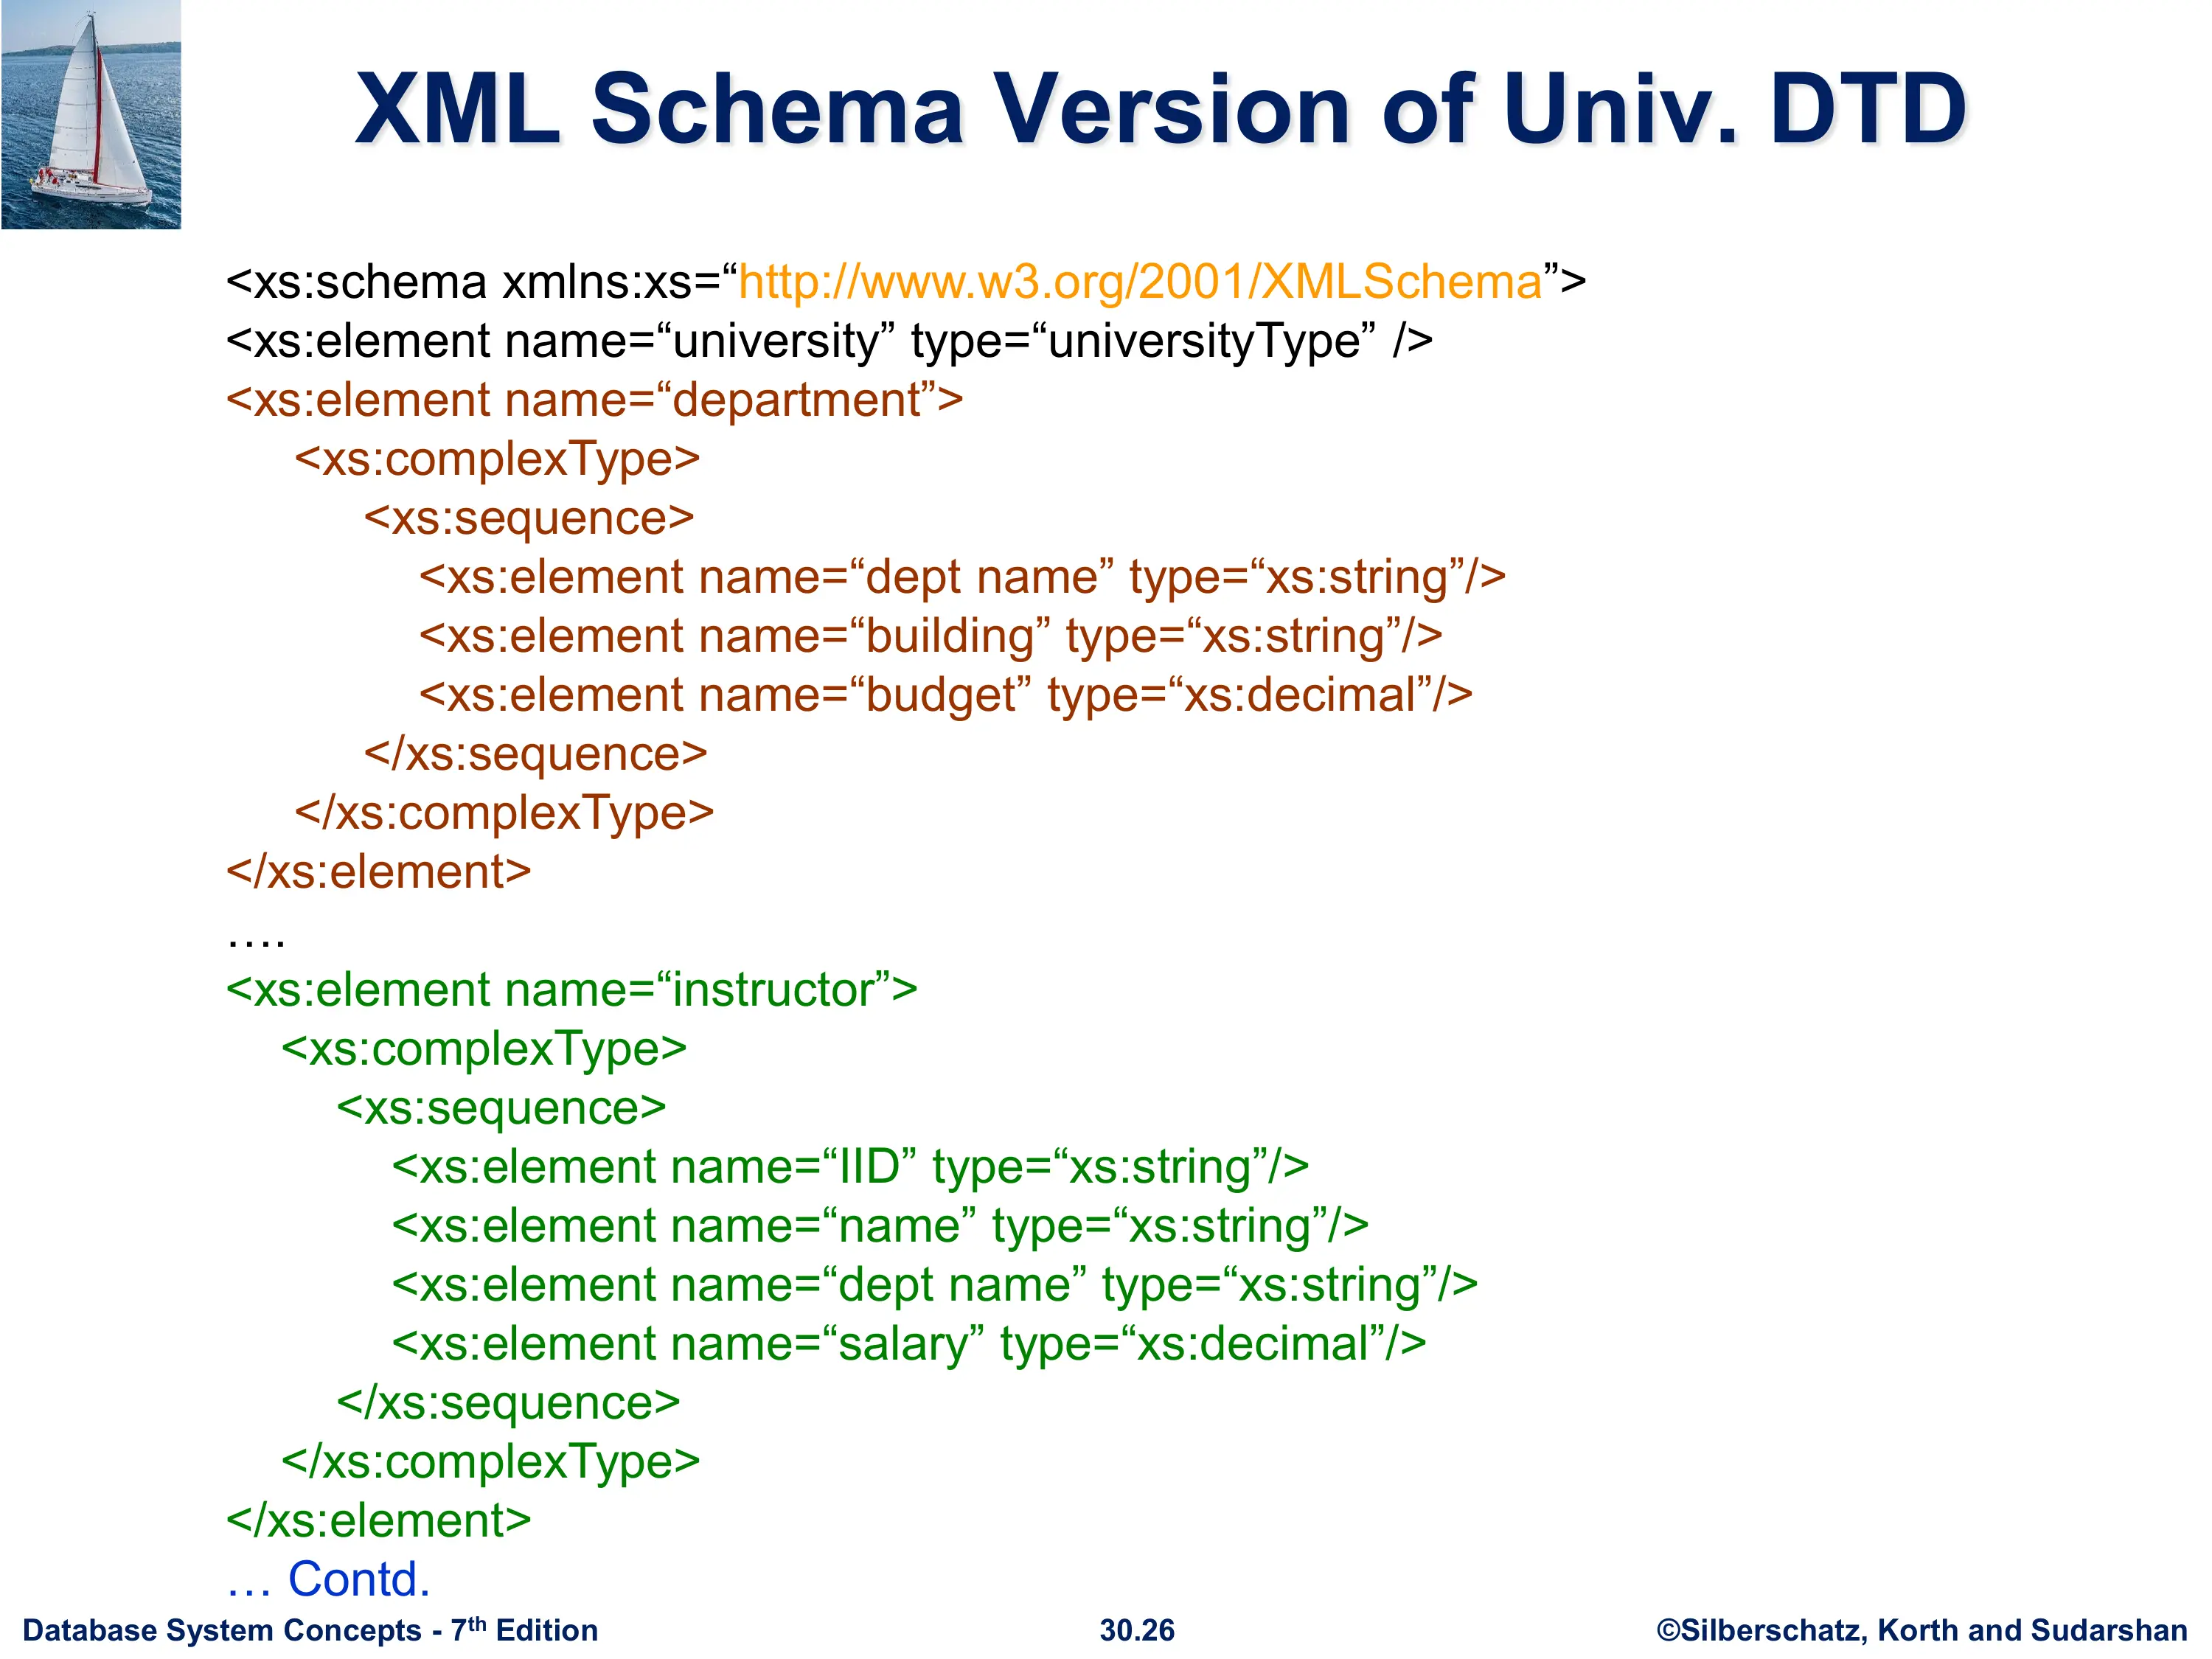 XML Schema Version of Univ. DTD
<xs:schema xmlns:xs=“http://www.w3.org/2001/XMLSchema”>
<xs:element name=“university” type=“universityType” />
<xs:element name=“department”>
<xs:complexType>
<xs:sequence>
<xs:element name=“dept name” type=“xs:string”/>
<xs:element name=“building” type=“xs:string”/>
<xs:element name=“budget” type=“xs:decimal”/>
</xs:sequence>
</xs:complexType>
</xs:element>
….
<xs:element name=“instructor”>
<xs:complexType>
<xs:sequence>
<xs:element name=“IID” type=“xs:string”/>
<xs:element name=“name” type=“xs:string”/>
<xs:element name=“dept name” type=“xs:string”/>
<xs:element name=“salary” type=“xs:decimal”/>
</xs:sequence>
</xs:complexType>
</xs:element>
… Contd.
Database System Concepts - 7th Edition
30.26
©Silberschatz, Korth and Sudarshan